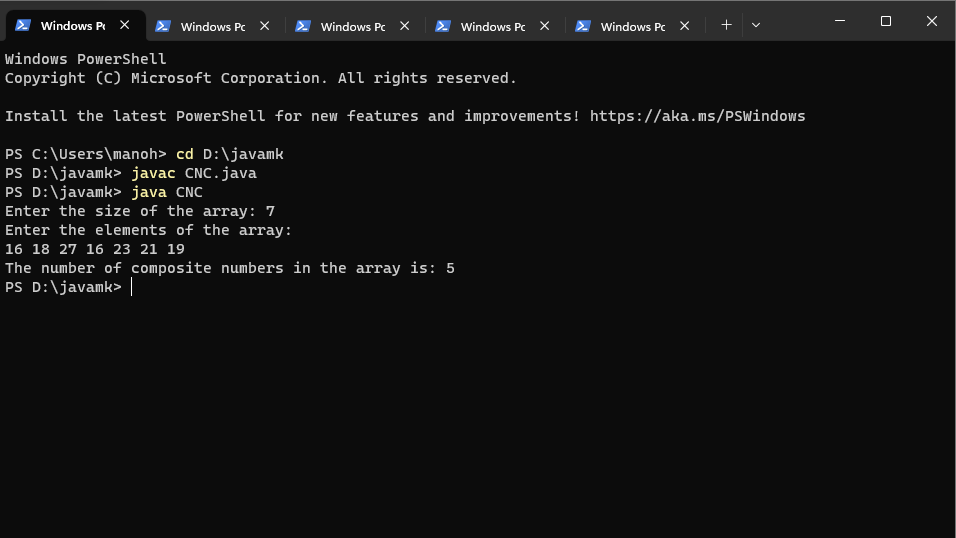 Windows Pc Windows Pc Windows Pc Windows Pc Windows Pc
Windows PowerShell
Copyright (C) Microsoft Corporation. All rights reserved.
Install the latest PowerShell for new features and improvements! https://aka.ms/PSWindows
PS C:\Users\manoh> cd D:\javamk
PS D:\javamk> javac CNC.java
PS D:\javamk> java CNC
Enter the size of the array: 7
Enter the elements of the array:
16 18 27 16 23 21 19
The number of composite numbers in the array is: 5
PS D:\javamk>